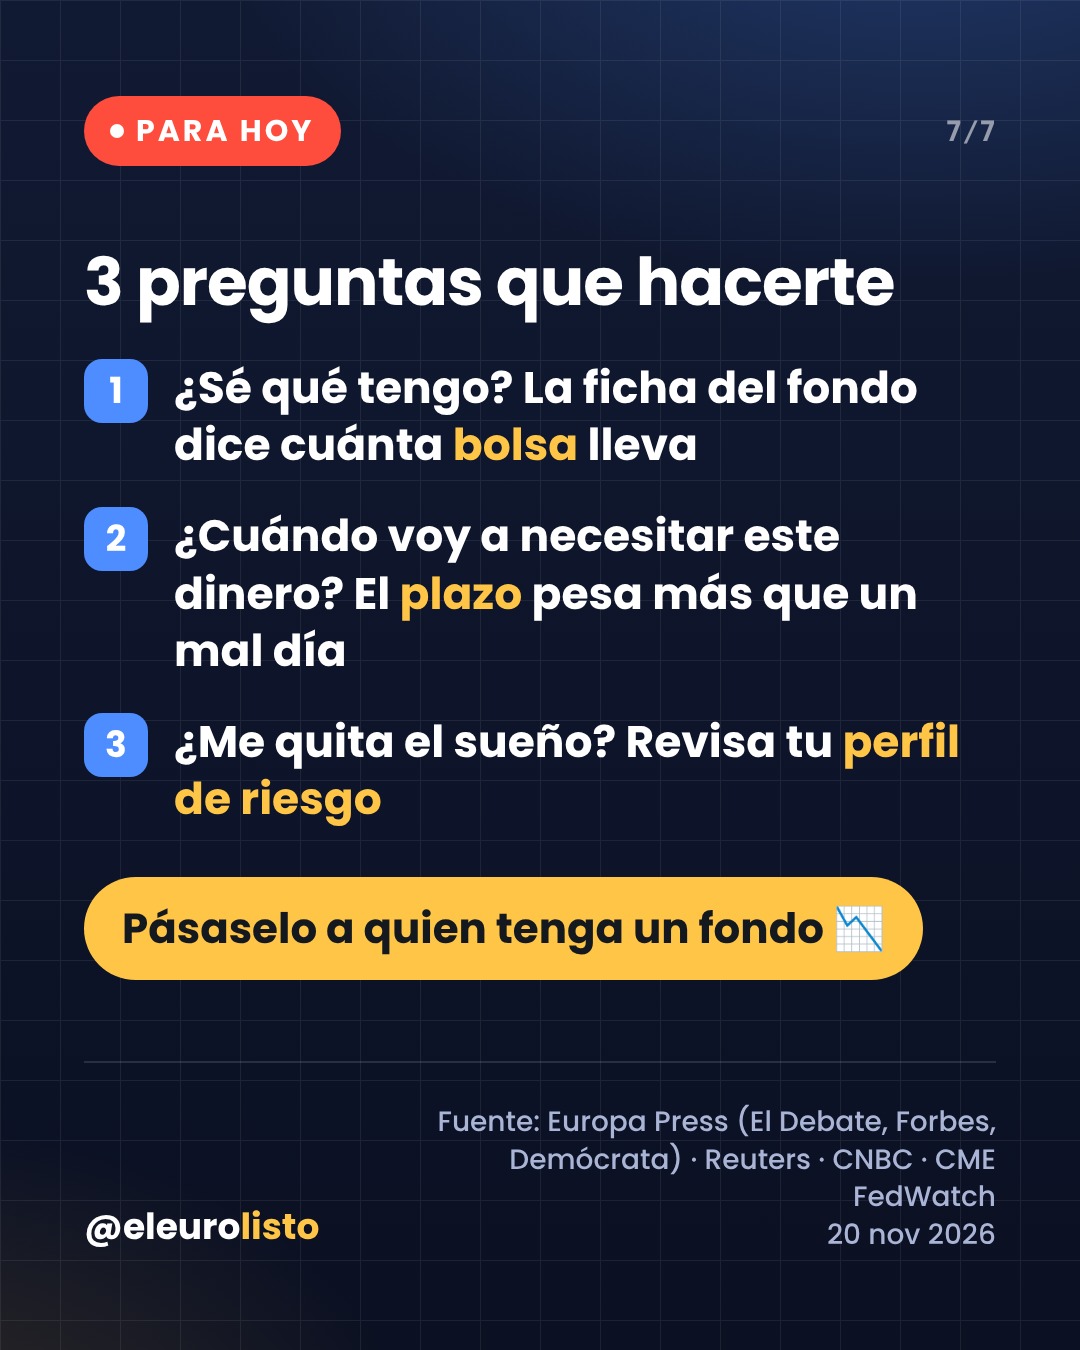 PARA HOY
7/7
3 preguntas que hacerte
1 ¿Sé qué tengo? La ficha del fondo
dice cuánta bolsa lleva
2 ¿Cuándo voy a necesitar este
dinero? El plazo pesa más que un
mal día
3 ¿Me quita el sueño? Revisa tu perfil
de riesgo
Pásaselo a quien tenga un fondo 📉
Fuente: Europa Press (El Debate, Forbes,
Demócrata) · Reuters · CNBC · CME
FedWatch
20 nov 2026
@eleurolisto